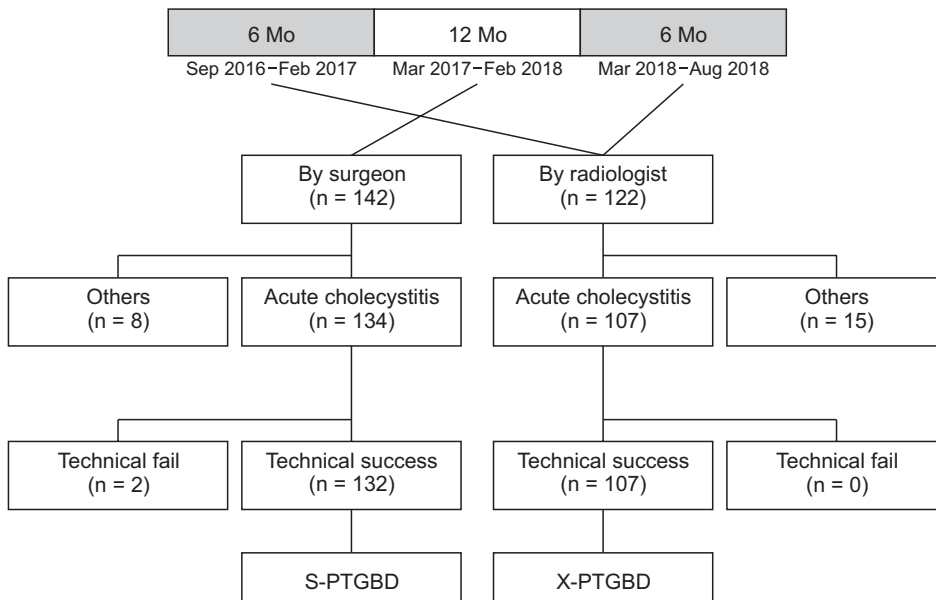 6 Mo 12 Mo 6 Mo
Sep 2016–Feb 2017 Mar 2017–Feb 2018 Mar 2018–Aug 2018
By surgeon By radiologist
(n = 142) (n = 122)
Others Acute cholecystitis Acute cholecystitis Others
(n = 8) (n = 134) (n = 107) (n = 15)
Technical fail Technical success Technical success Technical fail
(n = 2) (n = 132) (n = 107) (n = 0)
S-PTGBD X-PTGBD